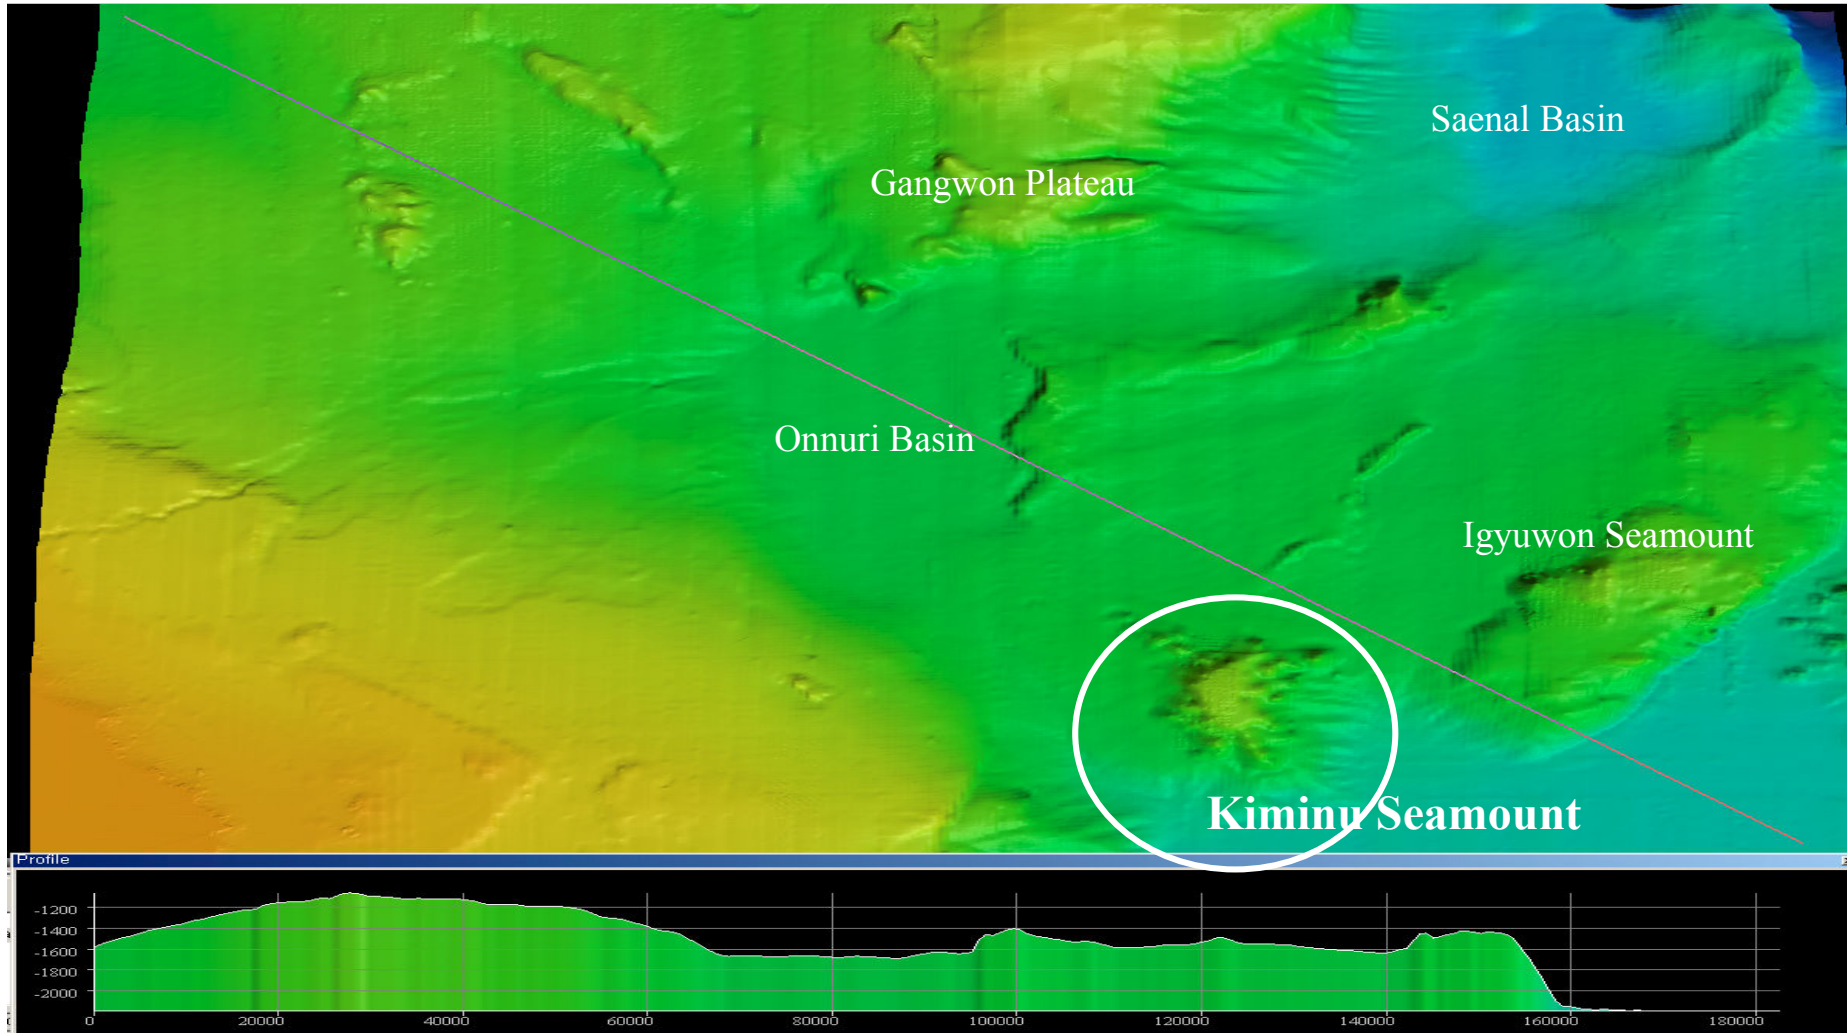 Saenal Basin
Gangwon Plateau
Onnuri Basin
Igyuwon Seamount
Kiminu Seamount
Profile
-1200
-1400
-1600
-1800
-2000
0 20000 40000 60000 80000 100000 120000 140000 160000 180000